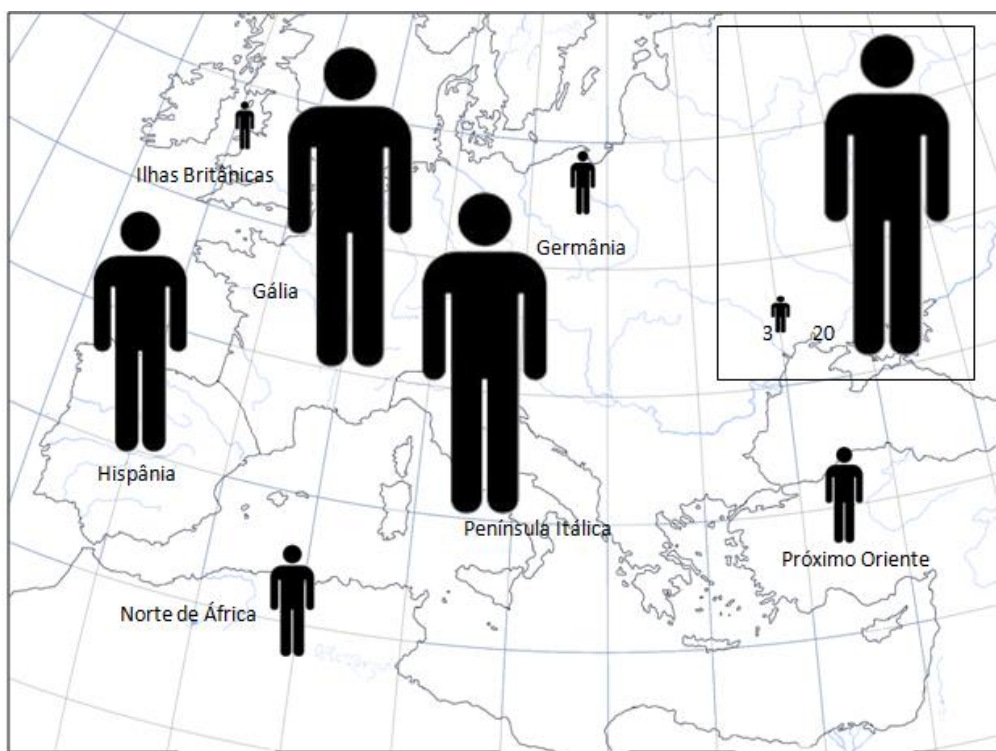 Ilhas Britânicas
Germânia
Gália
3 20
Hispânia
Península Itálica
Próximo Oriente
Norte de África